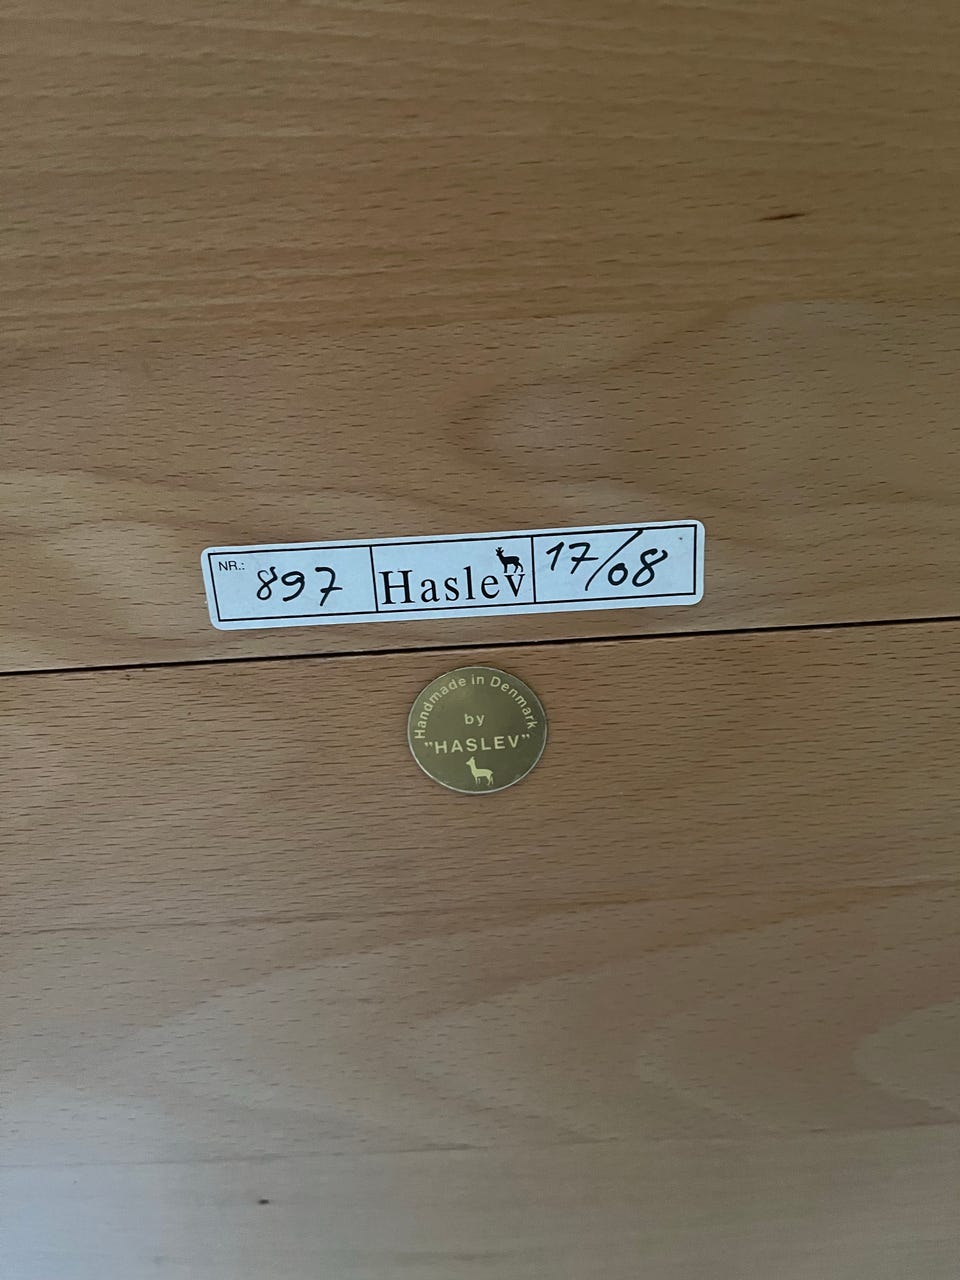 NR.: 897 Haslev 17/08
Handmade in Denmark
by
"HASLEV"